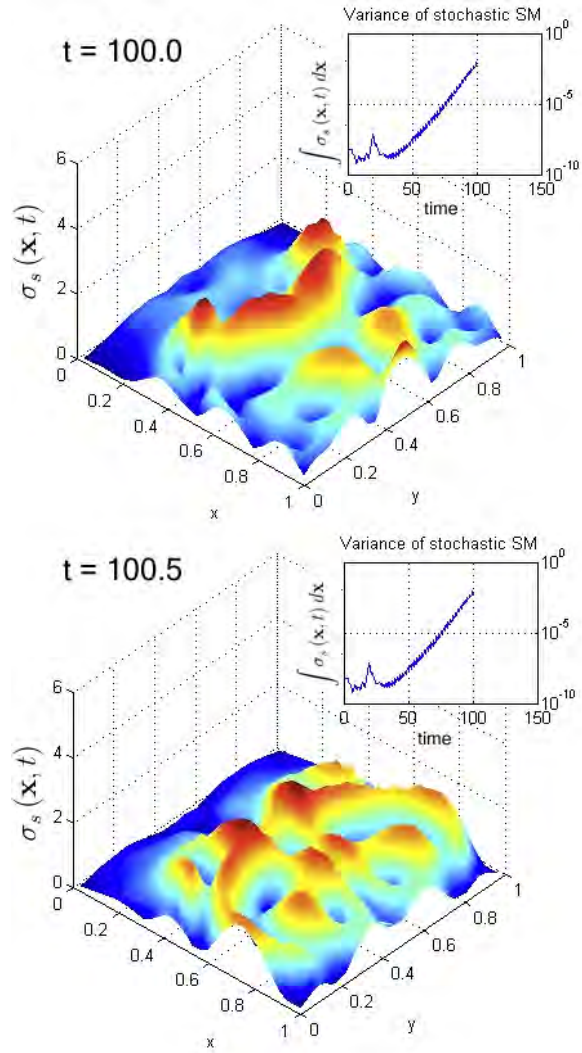 Variance of stochastic SM
t = 100.0
∫ σ_s (x, t) dx
10^0
10^-5
10^-10
0 50 100 150
time
σ_s (x, t)
6
4
2
0
0 0.2 0.4 0.6 0.8 1
x
0 0.2 0.4 0.6 0.8 1
y
Variance of stochastic SM
t = 100.5
∫ σ_s (x, t) dx
10^0
10^-5
10^-10
0 50 100 150
time
σ_s (x, t)
6
4
2
0
0 0.2 0.4 0.6 0.8 1
x
0 0.2 0.4 0.6 0.8 1
y